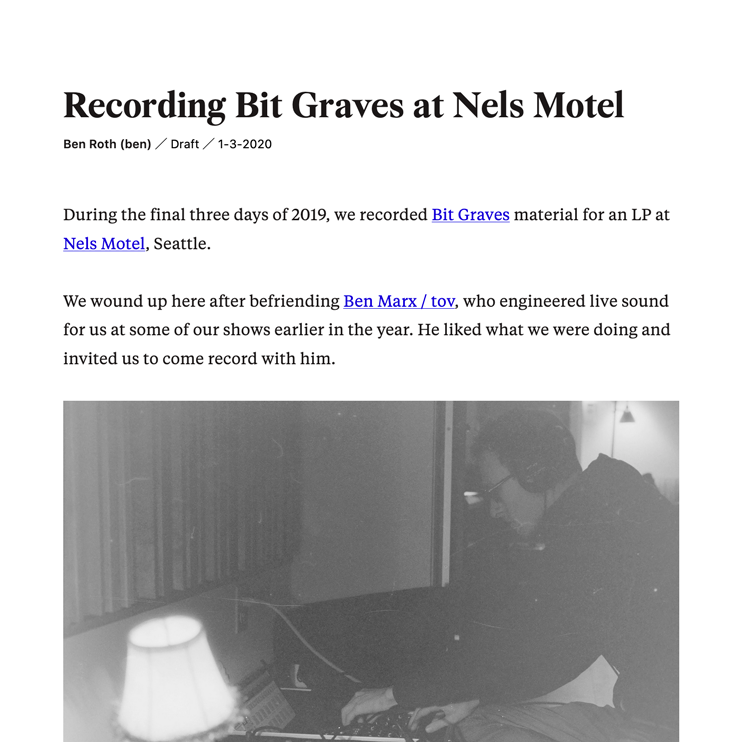 Recording Bit Graves at Nels Motel
Ben Roth (ben) ／ Draft ／ 1-3-2020
During the final three days of 2019, we recorded Bit Graves material for an LP at
Nels Motel, Seattle.
We wound up here after befriending Ben Marx / tov, who engineered live sound
for us at some of our shows earlier in the year. He liked what we were doing and
invited us to come record with him.